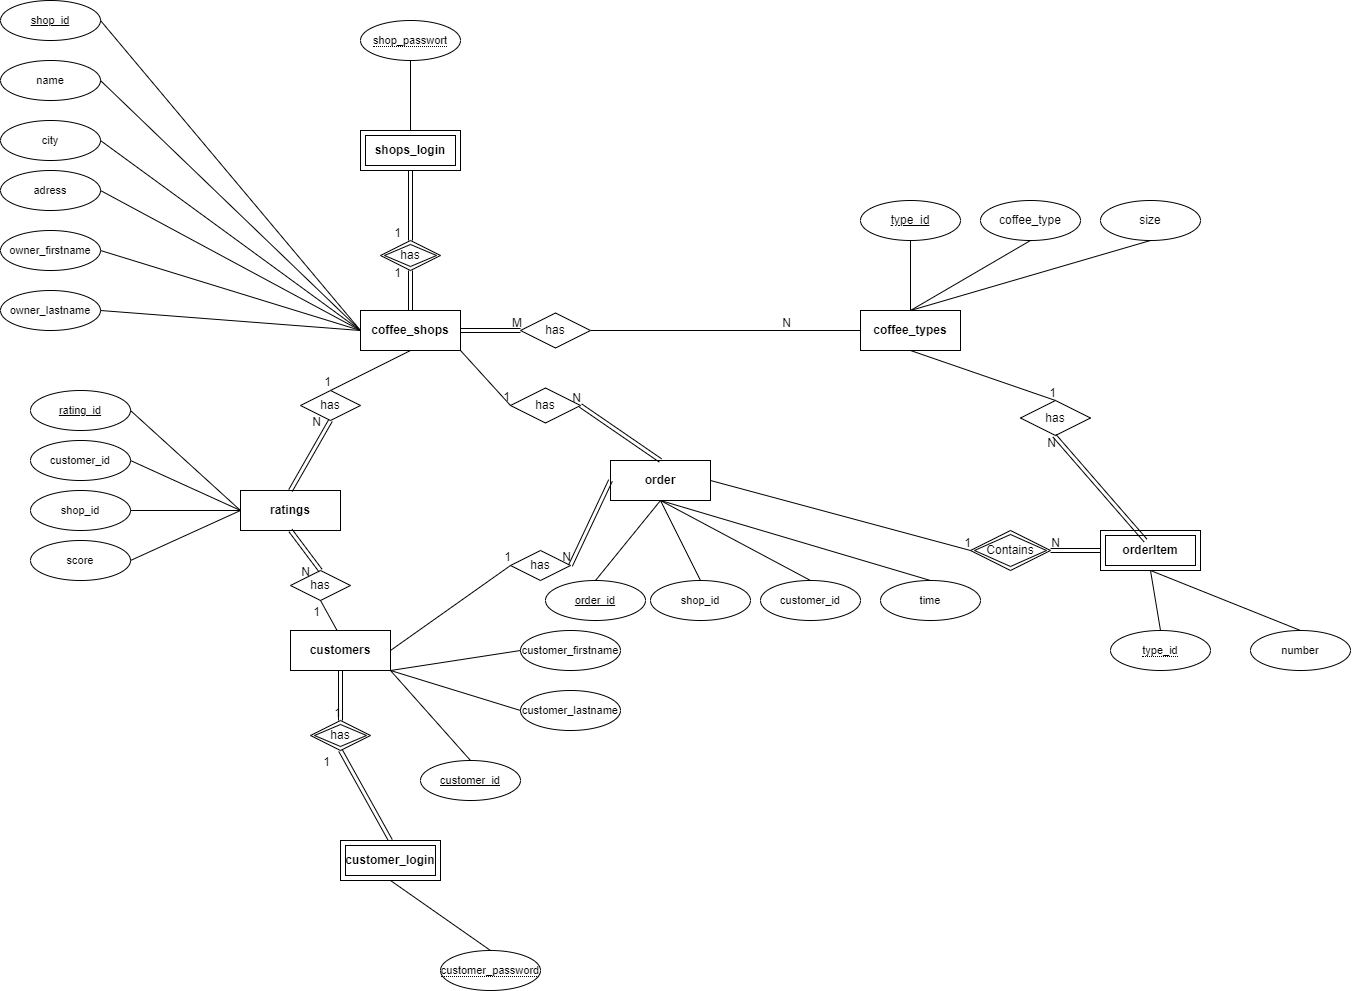 shop_id
shop_passwort
name
shops_login
city
adress
type_id
coffee_type
size
1
owner_firstname
has
1
owner_lastname
coffee_shops
M
has
N
coffee_types
1
has
N
1
has
N
1
has
N
rating_id
customer_id
shop_id
score
ratings
order
1
Contains
N
orderItem
N
has
1
1
has
N
order_id
shop_id
customer_id
time
customers
customer_firstname
customer_lastname
customer_id
type_id
number
1
has
1
customer_login
customer_password